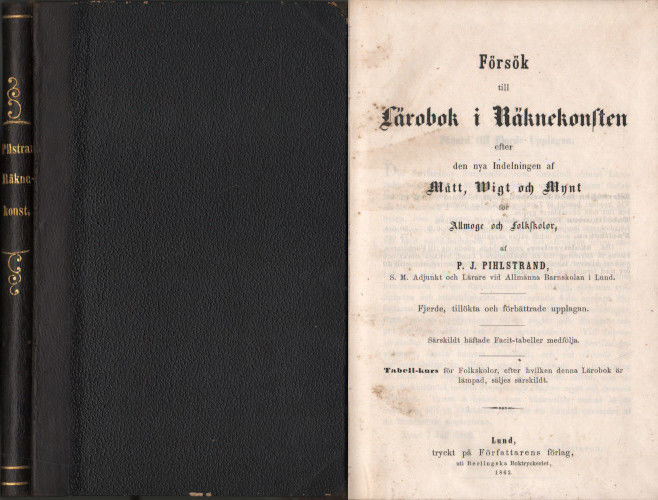 Pilstran
Räkne-
konst,
Försök
till
Lärobok i Räknekonsten
efter
den nya Indelningen af
Mått, Wigt och Mynt
för
Allmoge och Folkskolor,
af
P. J. PIHLSTRAND,
S. M. Adjunkt och Lärare vid Allmänna Barnskolan i Lund.
Fjerde, tillökta och förbättrade upplagan.
Särskildt häftade Facit-tabeller medfölja.
Tabell-kurs för Folkskolor, efter hvilken denna Lärobok är
lämpad, säljes särskildt.
Lund,
tryckt på Författarens förlag,
uti Berlingska Boktryckeriet,
1862.